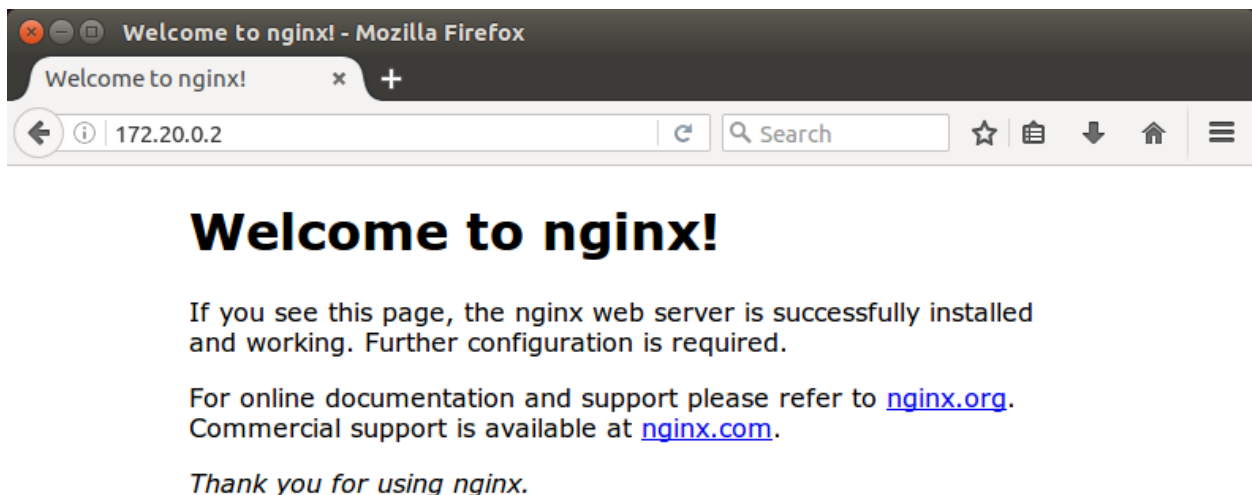 Welcome to nginx! - Mozilla Firefox
Welcome to nginx!
172.20.0.2
Search
Welcome to nginx!
If you see this page, the nginx web server is successfully installed
and working. Further configuration is required.
For online documentation and support please refer to nginx.org.
Commercial support is available at nginx.com.
Thank you for using nginx.